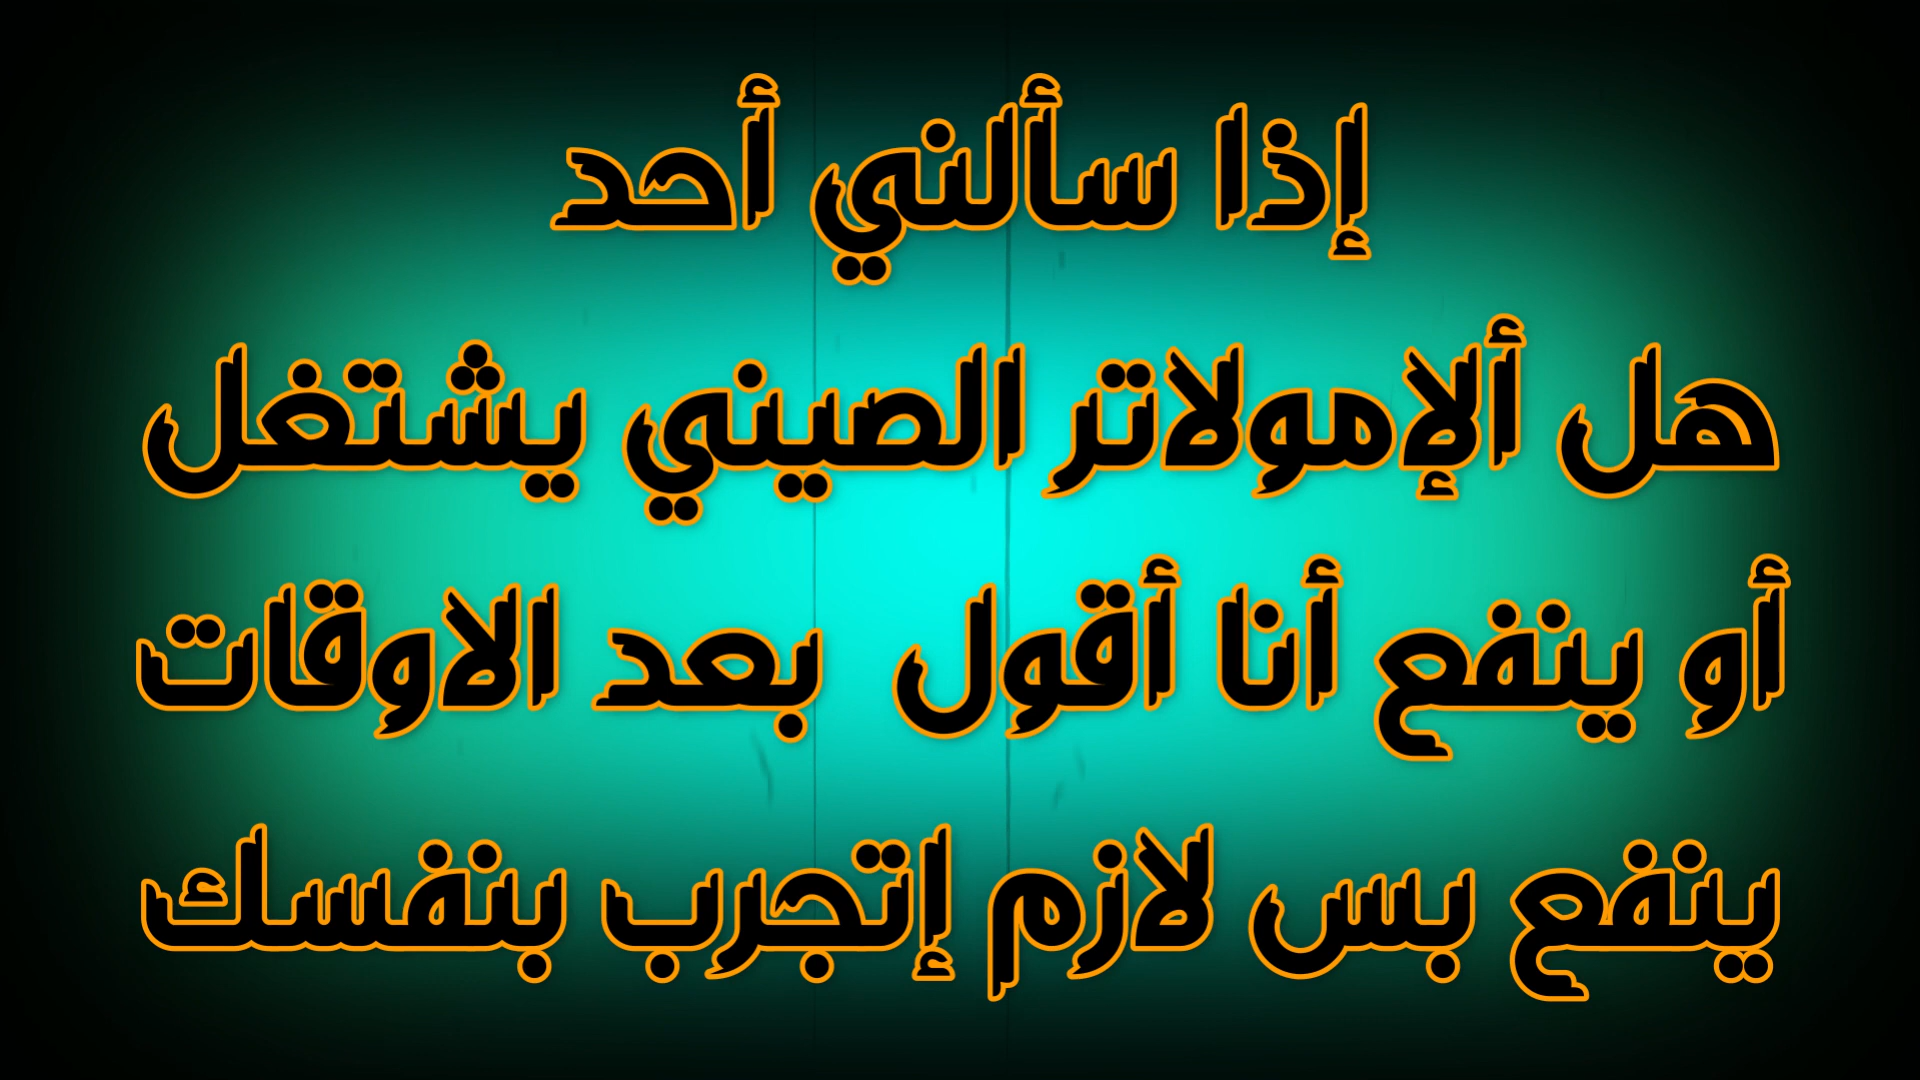 إذا سألني أحد
هل ألإمولاتر الصيني يشتغل
أو ينفع أنا أقول بعد الاوقات
ينفع بس لازم إتجرب بنفسك